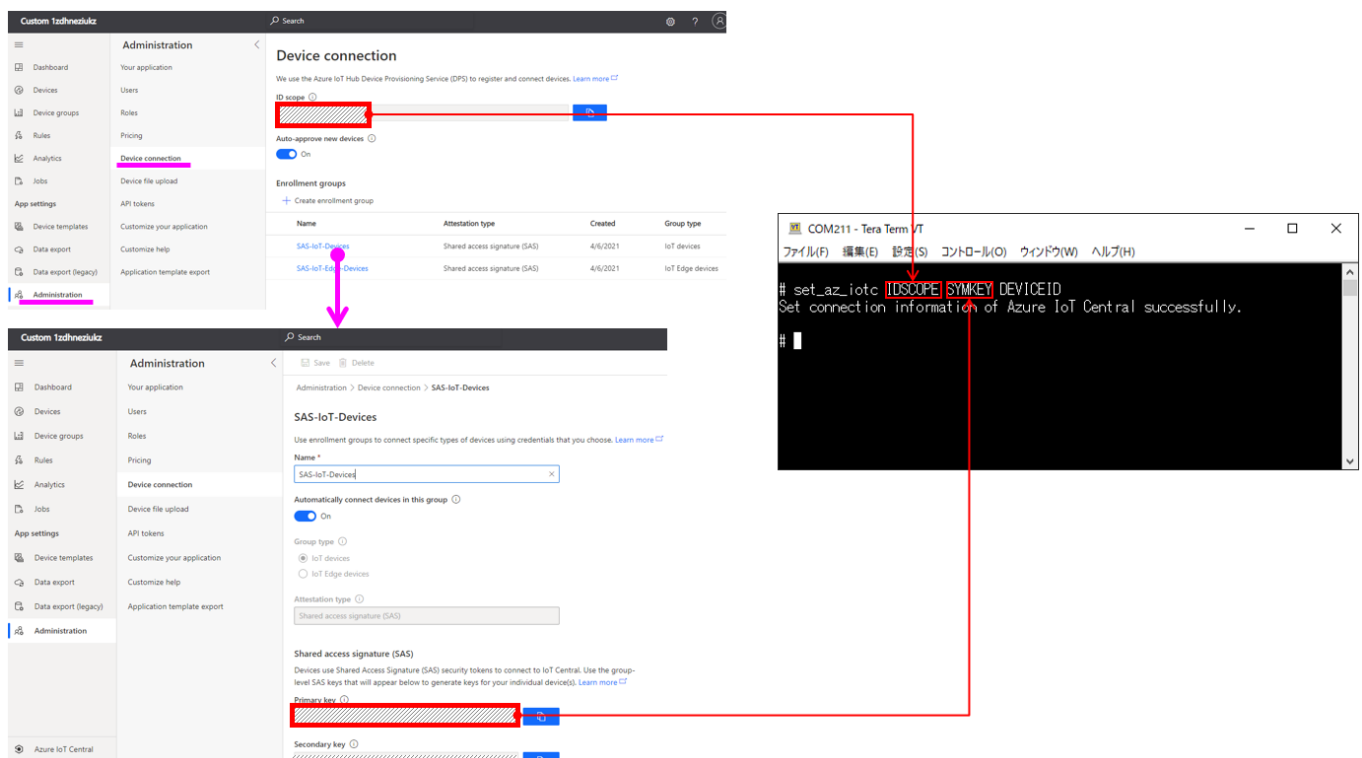 Custom 1zdhneziukz
Search
?
Dashboard
Devices
Device groups
Rules
Analytics
Jobs
App settings
Device templates
Data export
Data export (legacy)
Administration
Administration
Your application
Users
Roles
Pricing
Device connection
Device file upload
API tokens
Customize your application
Customize help
Application template export
Device connection
We use the Azure IoT Hub Device Provisioning Service (DPS) to register and connect devices. Learn more
ID scope
Auto-approve new devices
On
Enrollment groups
+ Create enrollment group
Name Attestation type Created Group type
SAS-IoT-Devices Shared access signature (SAS) 4/6/2021 IoT devices
SAS-IoT-Edge-Devices Shared access signature (SAS) 4/6/2021 IoT Edge devices
Custom 1zdhneziukz
Search
Dashboard
Devices
Device groups
Rules
Analytics
Jobs
App settings
Device templates
Data export
Data export (legacy)
Administration
Azure IoT Central
Administration
Your application
Users
Roles
Pricing
Device connection
Device file upload
API tokens
Customize your application
Customize help
Application template export
Save Delete
Administration > Device connection > SAS-IoT-Devices
SAS-IoT-Devices
Use enrollment groups to connect specific types of devices using credentials that you choose. Learn more
Name *
SAS-IoT-Devices
Automatically connect devices in this group
On
Group type
IoT devices
IoT Edge devices
Attestation type
Shared access signature (SAS)
Shared access signature (SAS)
Devices use Shared Access Signature (SAS) security tokens to connect to IoT Central. Use the group-
level SAS keys that will appear below to generate keys for your individual device(s). Learn more
Primary key
Secondary key
COM211 - Tera Term VT
ファイル(F) 編集(E) 設定(S) コントロール(O) ウィンドウ(W) ヘルプ(H)
# set_az_iotc IDSCOPE SYMKEY DEVICEID
Set connection information of Azure IoT Central successfully.
#